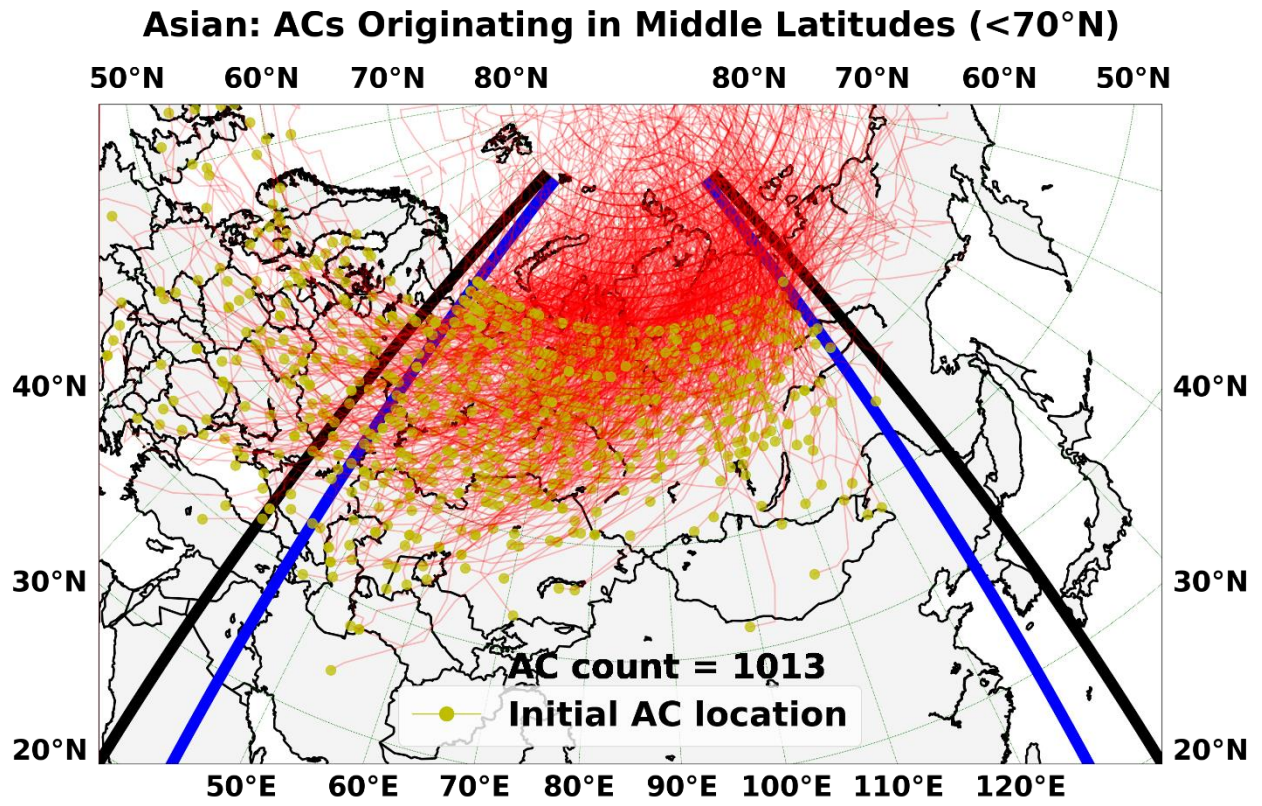 Asian: ACs Originating in Middle Latitudes (<70°N)
50°N 60°N 70°N 80°N 80°N 70°N 60°N 50°N
40°N 40°N
30°N 30°N
AC count = 1013
Initial AC location
20°N 20°N
50°E 60°E 70°E 80°E 90°E 100°E 110°E 120°E